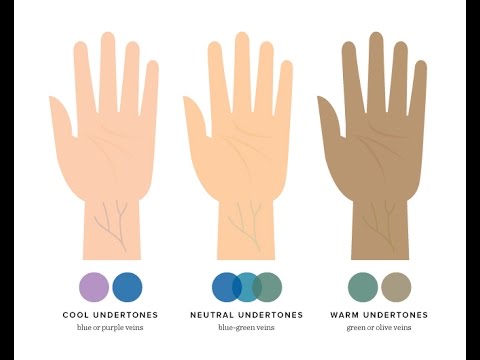 COOL UNDERTONES
blue or purple veins
NEUTRAL UNDERTONES
blue-green veins
WARM UNDERTONES
green or olive veins